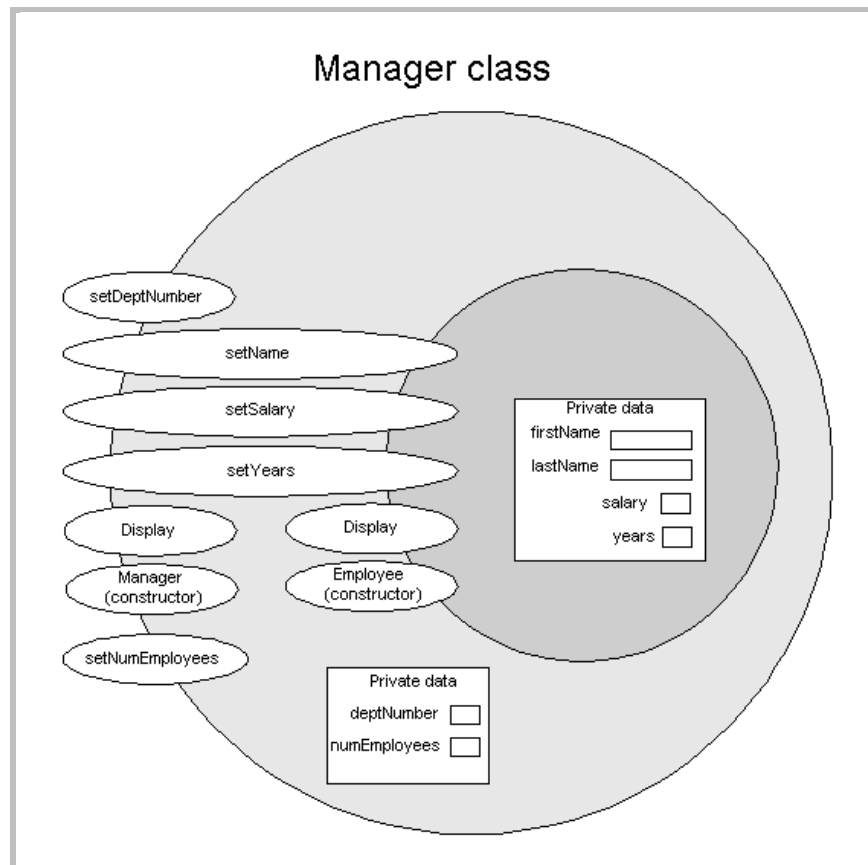 Manager class
setDeptNumber
setName
setSalary
setYears
Display
Manager
(constructor)
setNumEmployees
Display
Employee
(constructor)
Private data
firstName
lastName
salary
years
Private data
deptNumber
numEmployees